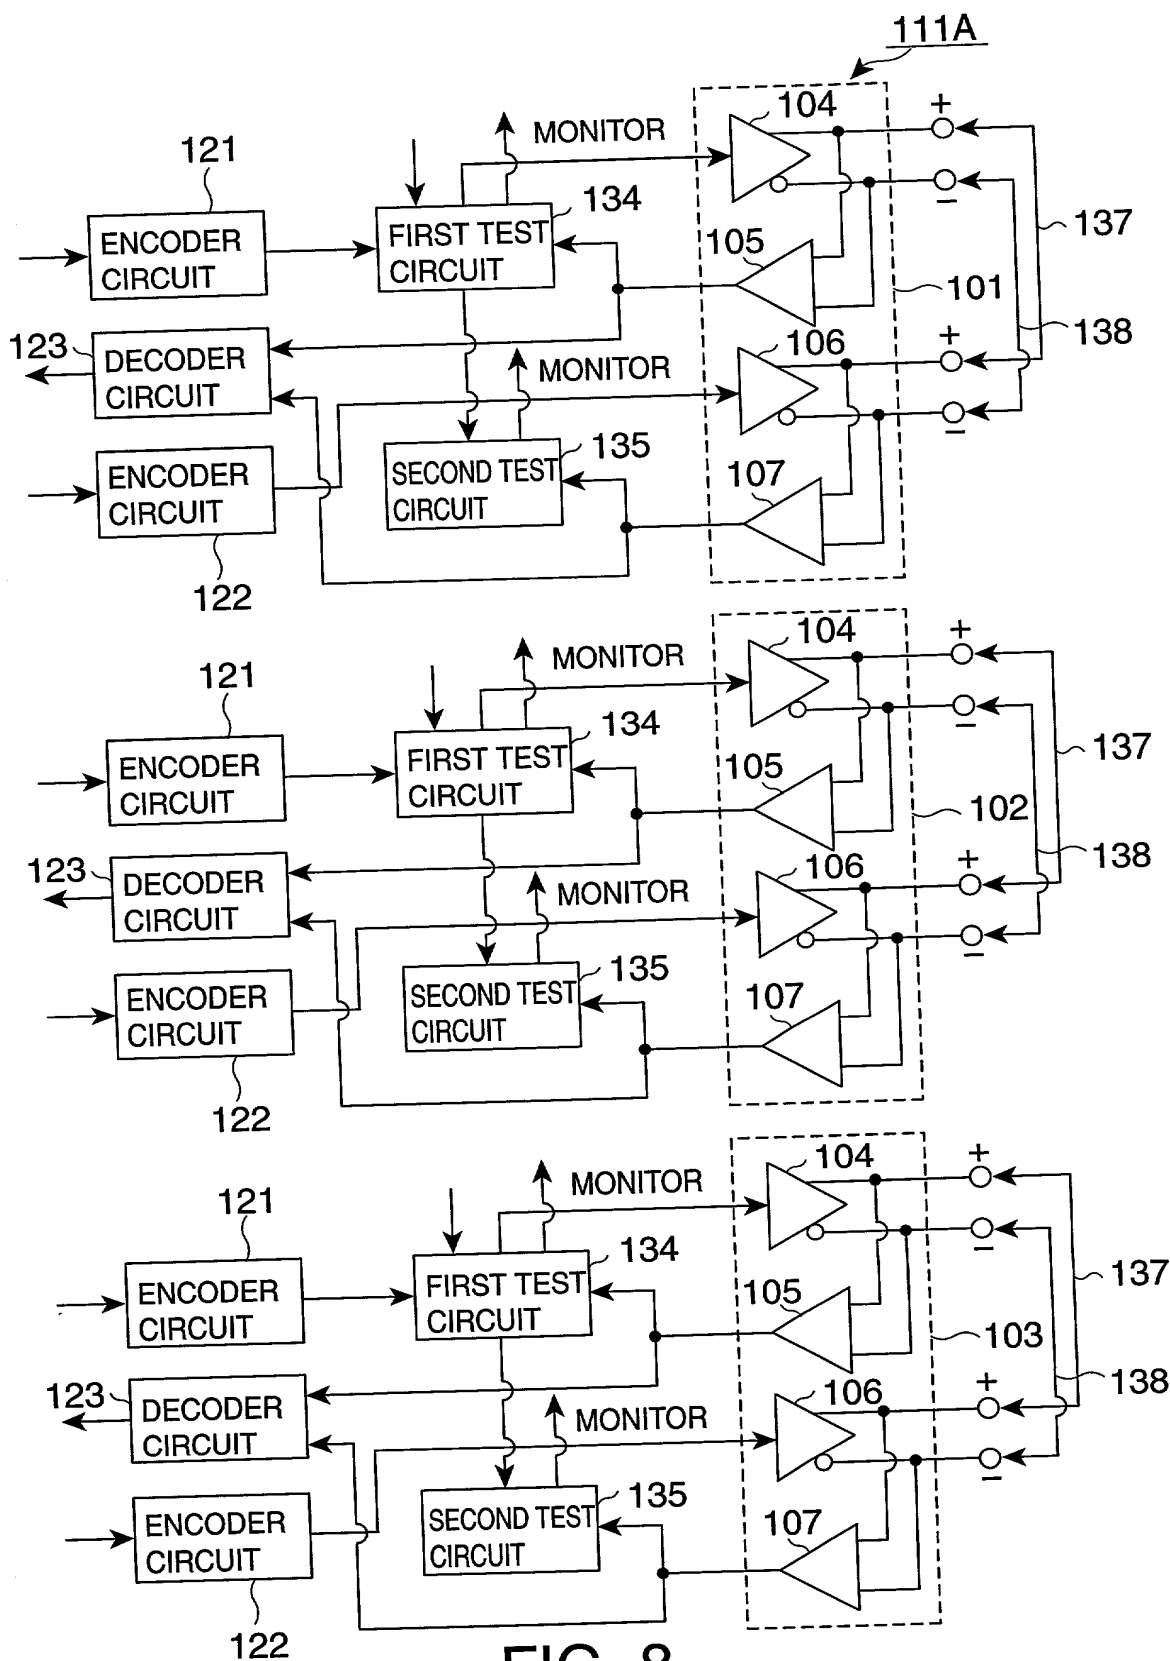 111A
104
+
MONITOR
121
134
FIRST TEST
CIRCUIT
ENCODER
CIRCUIT
−
137
105
101
138
123
DECODER
CIRCUIT
MONITOR
106
+
−
135
SECOND TEST
CIRCUIT
107
ENCODER
CIRCUIT
122
104
+
MONITOR
121
134
FIRST TEST
CIRCUIT
ENCODER
CIRCUIT
−
137
105
102
138
123
DECODER
CIRCUIT
MONITOR
106
+
−
135
SECOND TEST
CIRCUIT
107
ENCODER
CIRCUIT
122
104
+
MONITOR
121
134
FIRST TEST
CIRCUIT
ENCODER
CIRCUIT
−
137
105
103
138
123
DECODER
CIRCUIT
MONITOR
106
+
−
135
SECOND TEST
CIRCUIT
107
ENCODER
CIRCUIT
122
FIG. 8